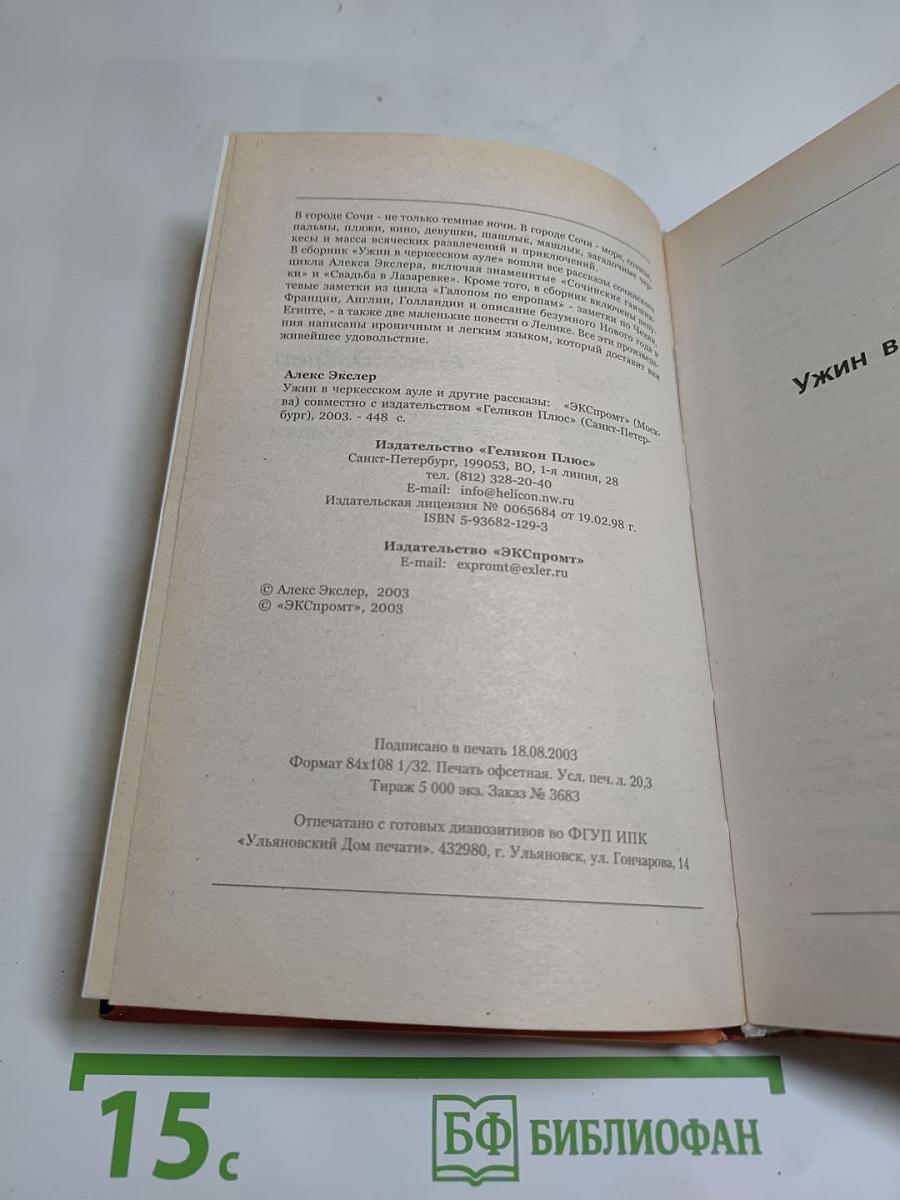 В городе Сочи - не только темные ночи. В городе Сочи - море, солнце,
пальмы, пляжи, вино, девушки, шашлык, машлык, загадочные чер-
кесы и масса всяческих развлечений и приключений.
В сборник «Ужин в черкесском ауле» вошли все рассказы сочинского
цикла Алекса Экслера, включая знаменитые «Сочинские гаишни-
ки» и «Свадьба в Лазаревке». Кроме того, в сборник включены непу-
тевые заметки из цикла «Галопом по европам» - заметки по Чехии,
Франции, Англии, Голландии и описание безумного Нового года в
Египте, - а также две маленькие повести о Лелике. Все эти произведе-
ния написаны ироничным и легким языком, который доставит вам
живейшее удовольствие.
Алекс Экслер
Ужин в черкесском ауле и другие рассказы: «ЭКСпромт» (Моск-
ва) совместно с издательством «Геликон Плюс» (Санкт-Петер-
бург), 2003. - 448 с.
Издательство «Геликон Плюс»
Санкт-Петербург, 199053, ВО, 1-я линия, 28
тел. (812) 328-20-40
E-mail: info@helicon.nw.ru
Издательская лицензия № 0065684 от 19.02.98 г.
ISBN 5-93682-129-3
Издательство «ЭКСпромт»
E-mail: expromt@exler.ru
© Алекс Экслер, 2003
© «ЭКСпромт», 2003
Подписано в печать 18.08.2003
Формат 84х108 1/32. Печать офсетная. Усл. печ. л. 20,3
Тираж 5 000 экз. Заказ № 3683
Отпечатано с готовых диапозитивов во ФГУП ИПК
«Ульяновский Дом печати». 432980, г. Ульяновск, ул. Гончарова, 14
Ужин в
15 с
БФ БИБЛИОФАН